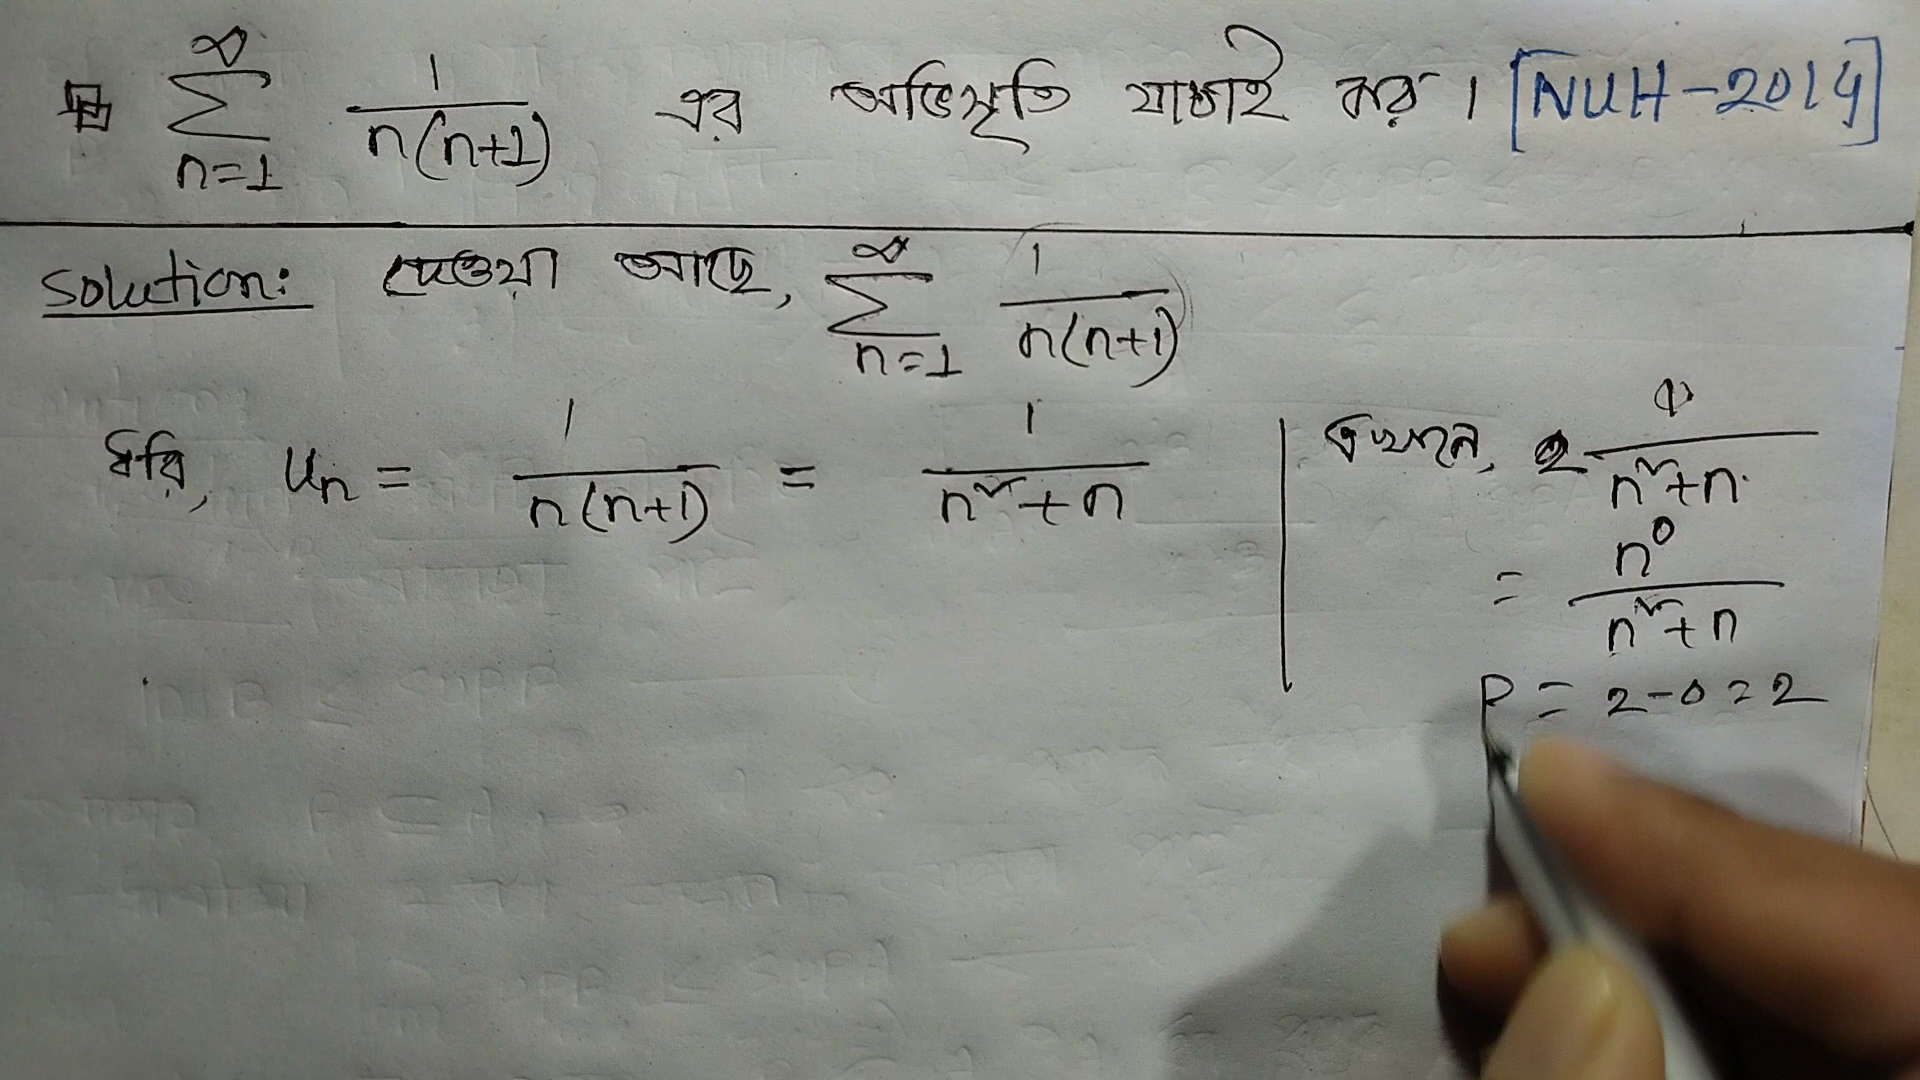 ∑_{n=1}^{∞} 1/n(n+1) এর অভিসৃতি যাচাই কর । [NUH-2014]
Solution: দেওয়া আছে, ∑_{n=1}^{∞} 1/n(n+1)
ধরি, u_n = 1/n(n+1) = 1/n²+n
এখানে, 1/n²+n
= n⁰/n²+n
P = 2-0=2